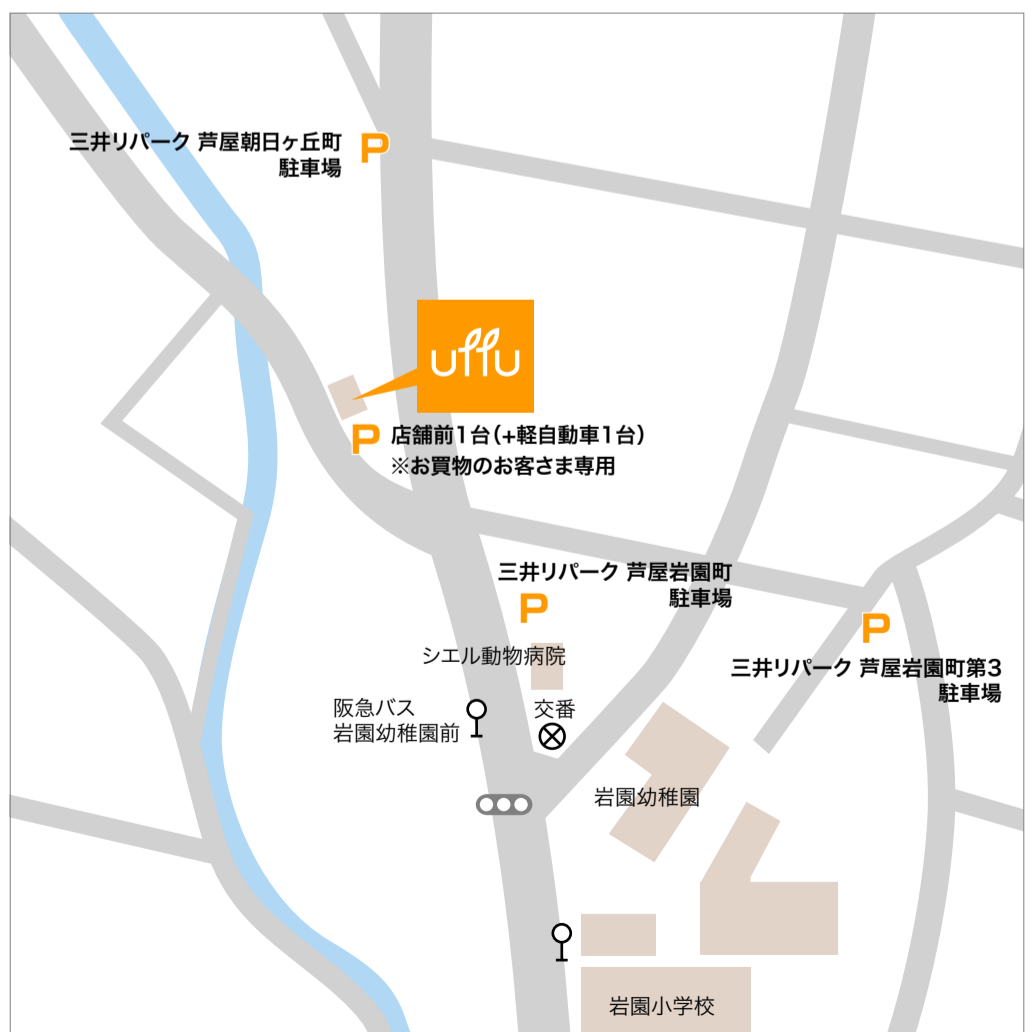 三井リパーク 芦屋朝日ヶ丘町
駐車場
P
uffu
P
店舗前1台(+軽自動車1台)
※お買物のお客さま専用
三井リパーク 芦屋岩園町
駐車場
P
P
シエル動物病院
三井リパーク 芦屋岩園町第3
駐車場
阪急バス
岩園幼稚園前
交番
岩園幼稚園
岩園小学校